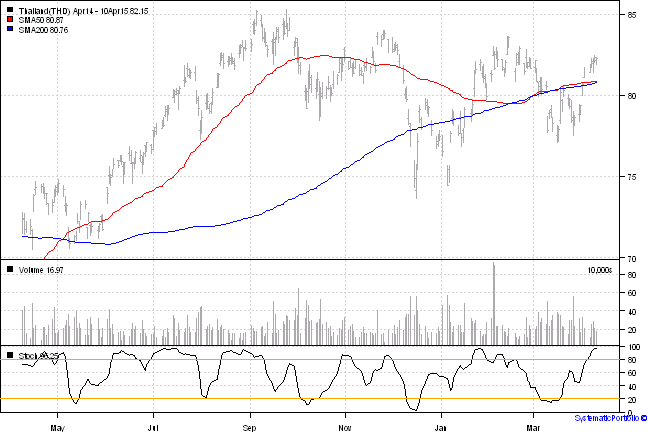 Thailand(THD) Apr14 - 10Apr15 82.15
SMA50 80.87
SMA200 80.76
85
80
75
70
Volume 16.97
10,000s
80
60
40
20
100
80
60
40
20
0
May
Jul
Sep
Nov
Jan
Mar
SystematicPortfolio ©